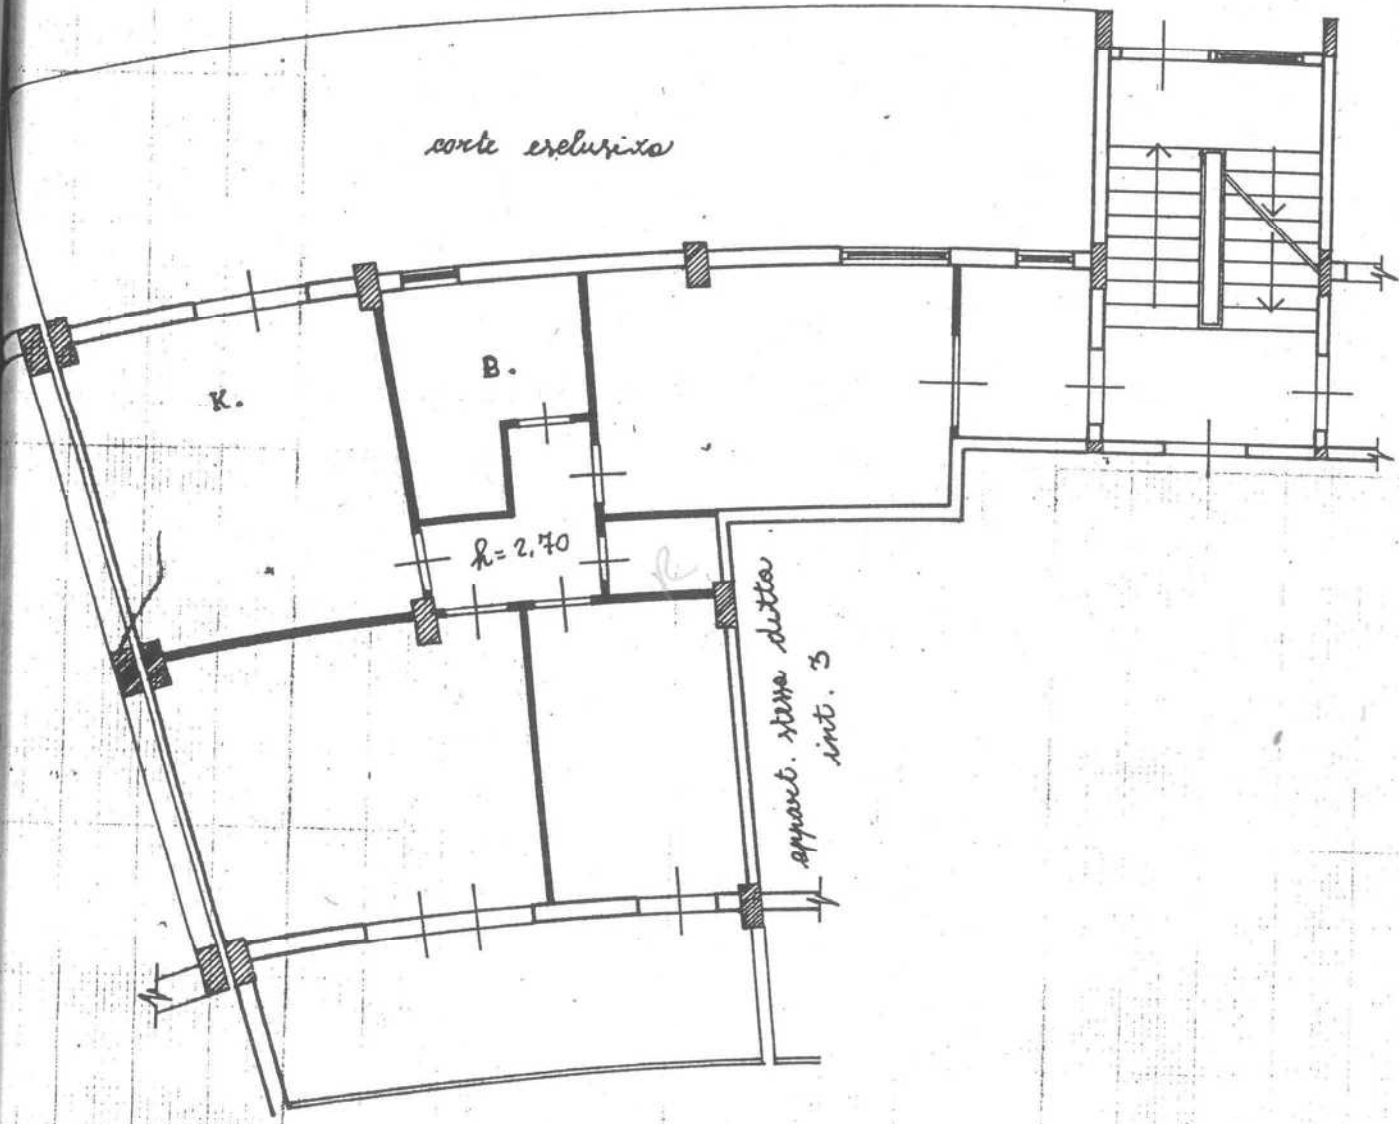 corte esclusiva
K.
B.
h=2,70
R
appart. stessa ditta
int. 3